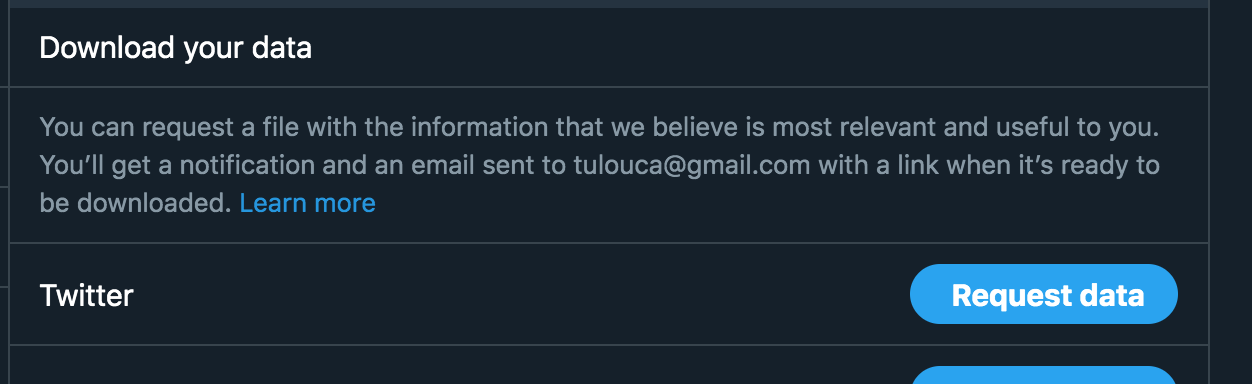 Download your data
You can request a file with the information that we believe is most relevant and useful to you.
You’ll get a notification and an email sent to tulouca@gmail.com with a link when it’s ready to
be downloaded. Learn more
Twitter
Request data